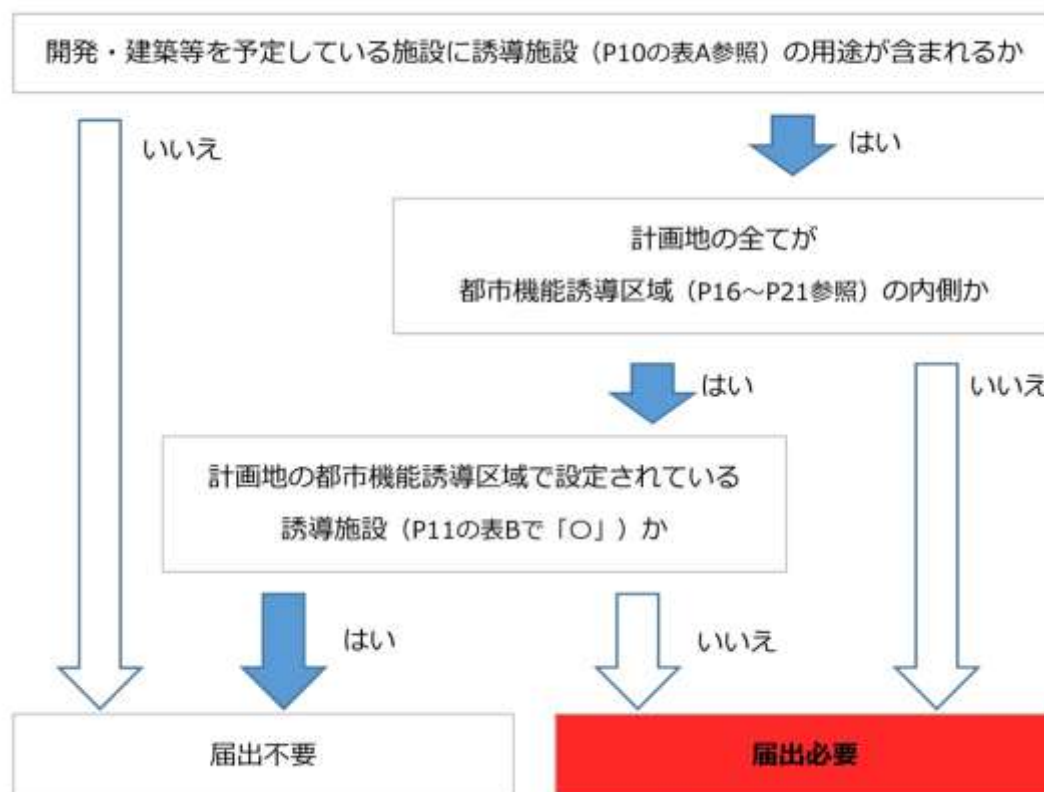 開発・建築等を予定している施設に誘導施設（P10の表A参照）の用途が含まれるか
いいえ
はい
計画地の全てが
都市機能誘導区域（P16～P21参照）の内側か
はい
いいえ
計画地の都市機能誘導区域で設定されている
誘導施設（P11の表Bで「〇」）か
はい
いいえ
届出不要
届出必要